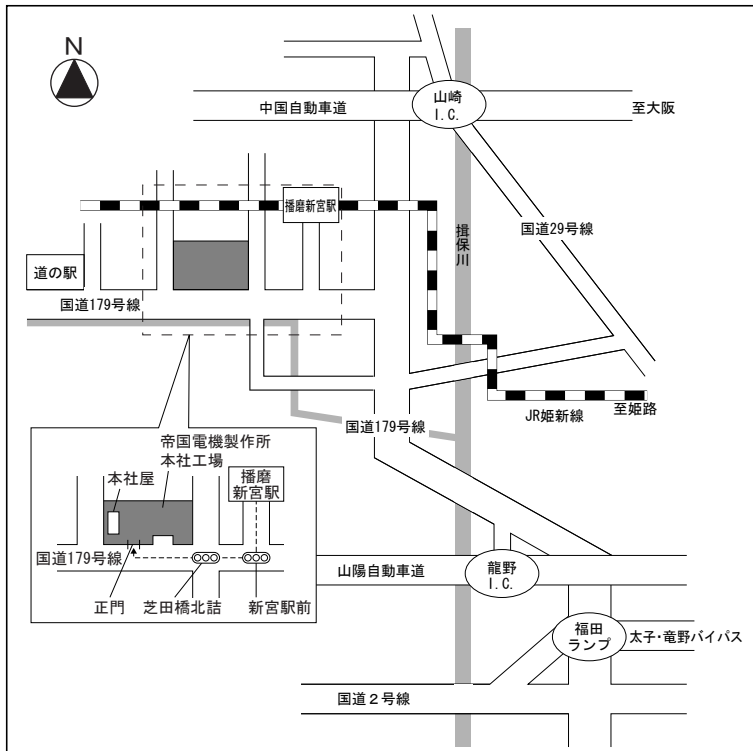 N
中国自動車道
山崎
I.C.
至大阪
播磨新宮駅
揖保川
国道29号線
道の駅
国道179号線
国道179号線
JR姫新線
至姫路
帝国電機製作所
本社工場
本社屋
播磨
新宮駅
国道179号線
正門
芝田橋北詰
新宮駅前
山陽自動車道
龍野
I.C.
福田
ランプ
太子・竜野バイパス
国道２号線